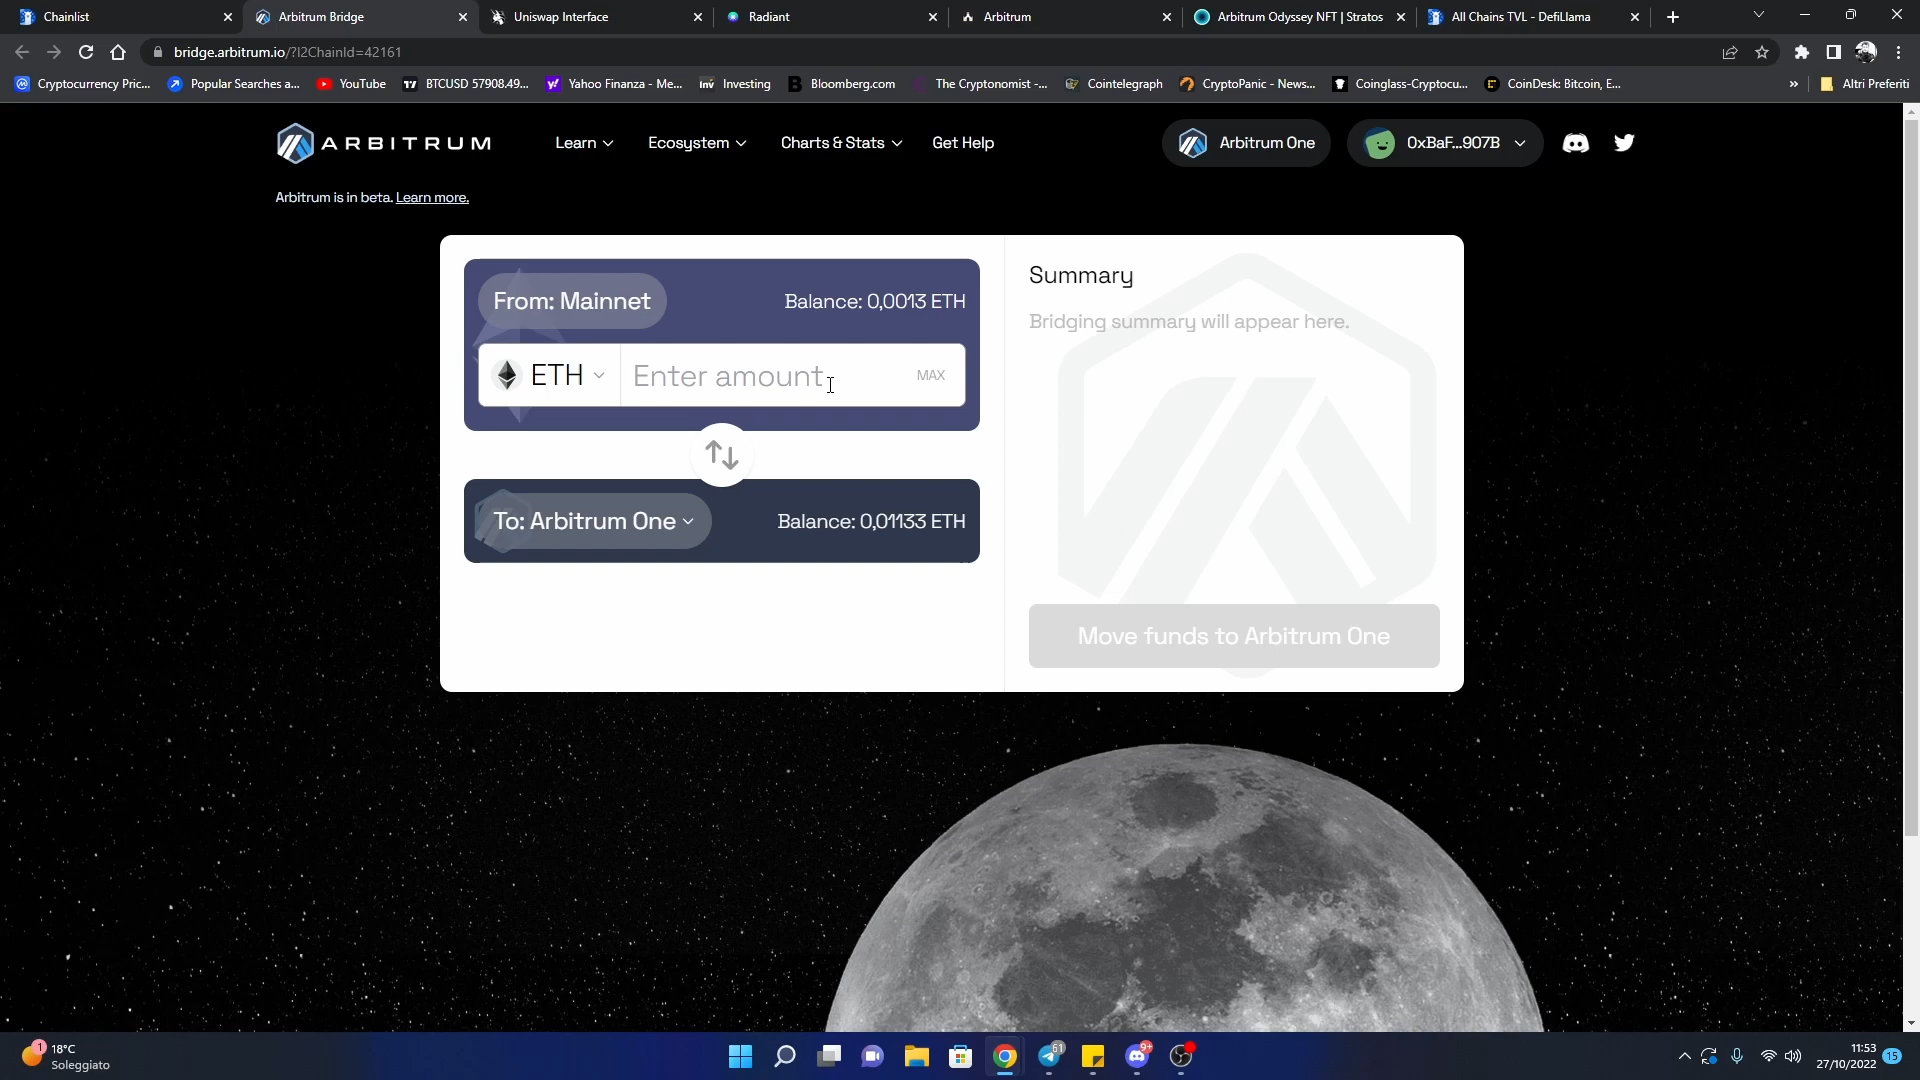 Chainlist
Arbitrum Bridge
Uniswap Interface
Radiant
Arbitrum
Arbitrum Odyssey NFT | Stratos
All Chains TVL - DefiLlama
bridge.arbitrum.io/?l2ChainId=42161
Cryptocurrency Pric...
Popular Searches a...
YouTube
BTCUSD 57908.49...
Yahoo Finanza - Me...
Inv Investing
Bloomberg.com
The Cryptonomist -...
Cointelegraph
CryptoPanic - News...
Coinglass-Cryptocu...
CoinDesk: Bitcoin, E...
»
Altri Preferiti
ARBITRUM
Learn
Ecosystem
Charts & Stats
Get Help
Arbitrum One
0xBaF...907B
Arbitrum is in beta. Learn more.
From: Mainnet
Balance: 0,0013 ETH
ETH
Enter amount
MAX
To: Arbitrum One
Balance: 0,01133 ETH
Summary
Bridging summary will appear here.
Move funds to Arbitrum One
1
18°C
Soleggiato
61
9+
11:53
27/10/2022
15